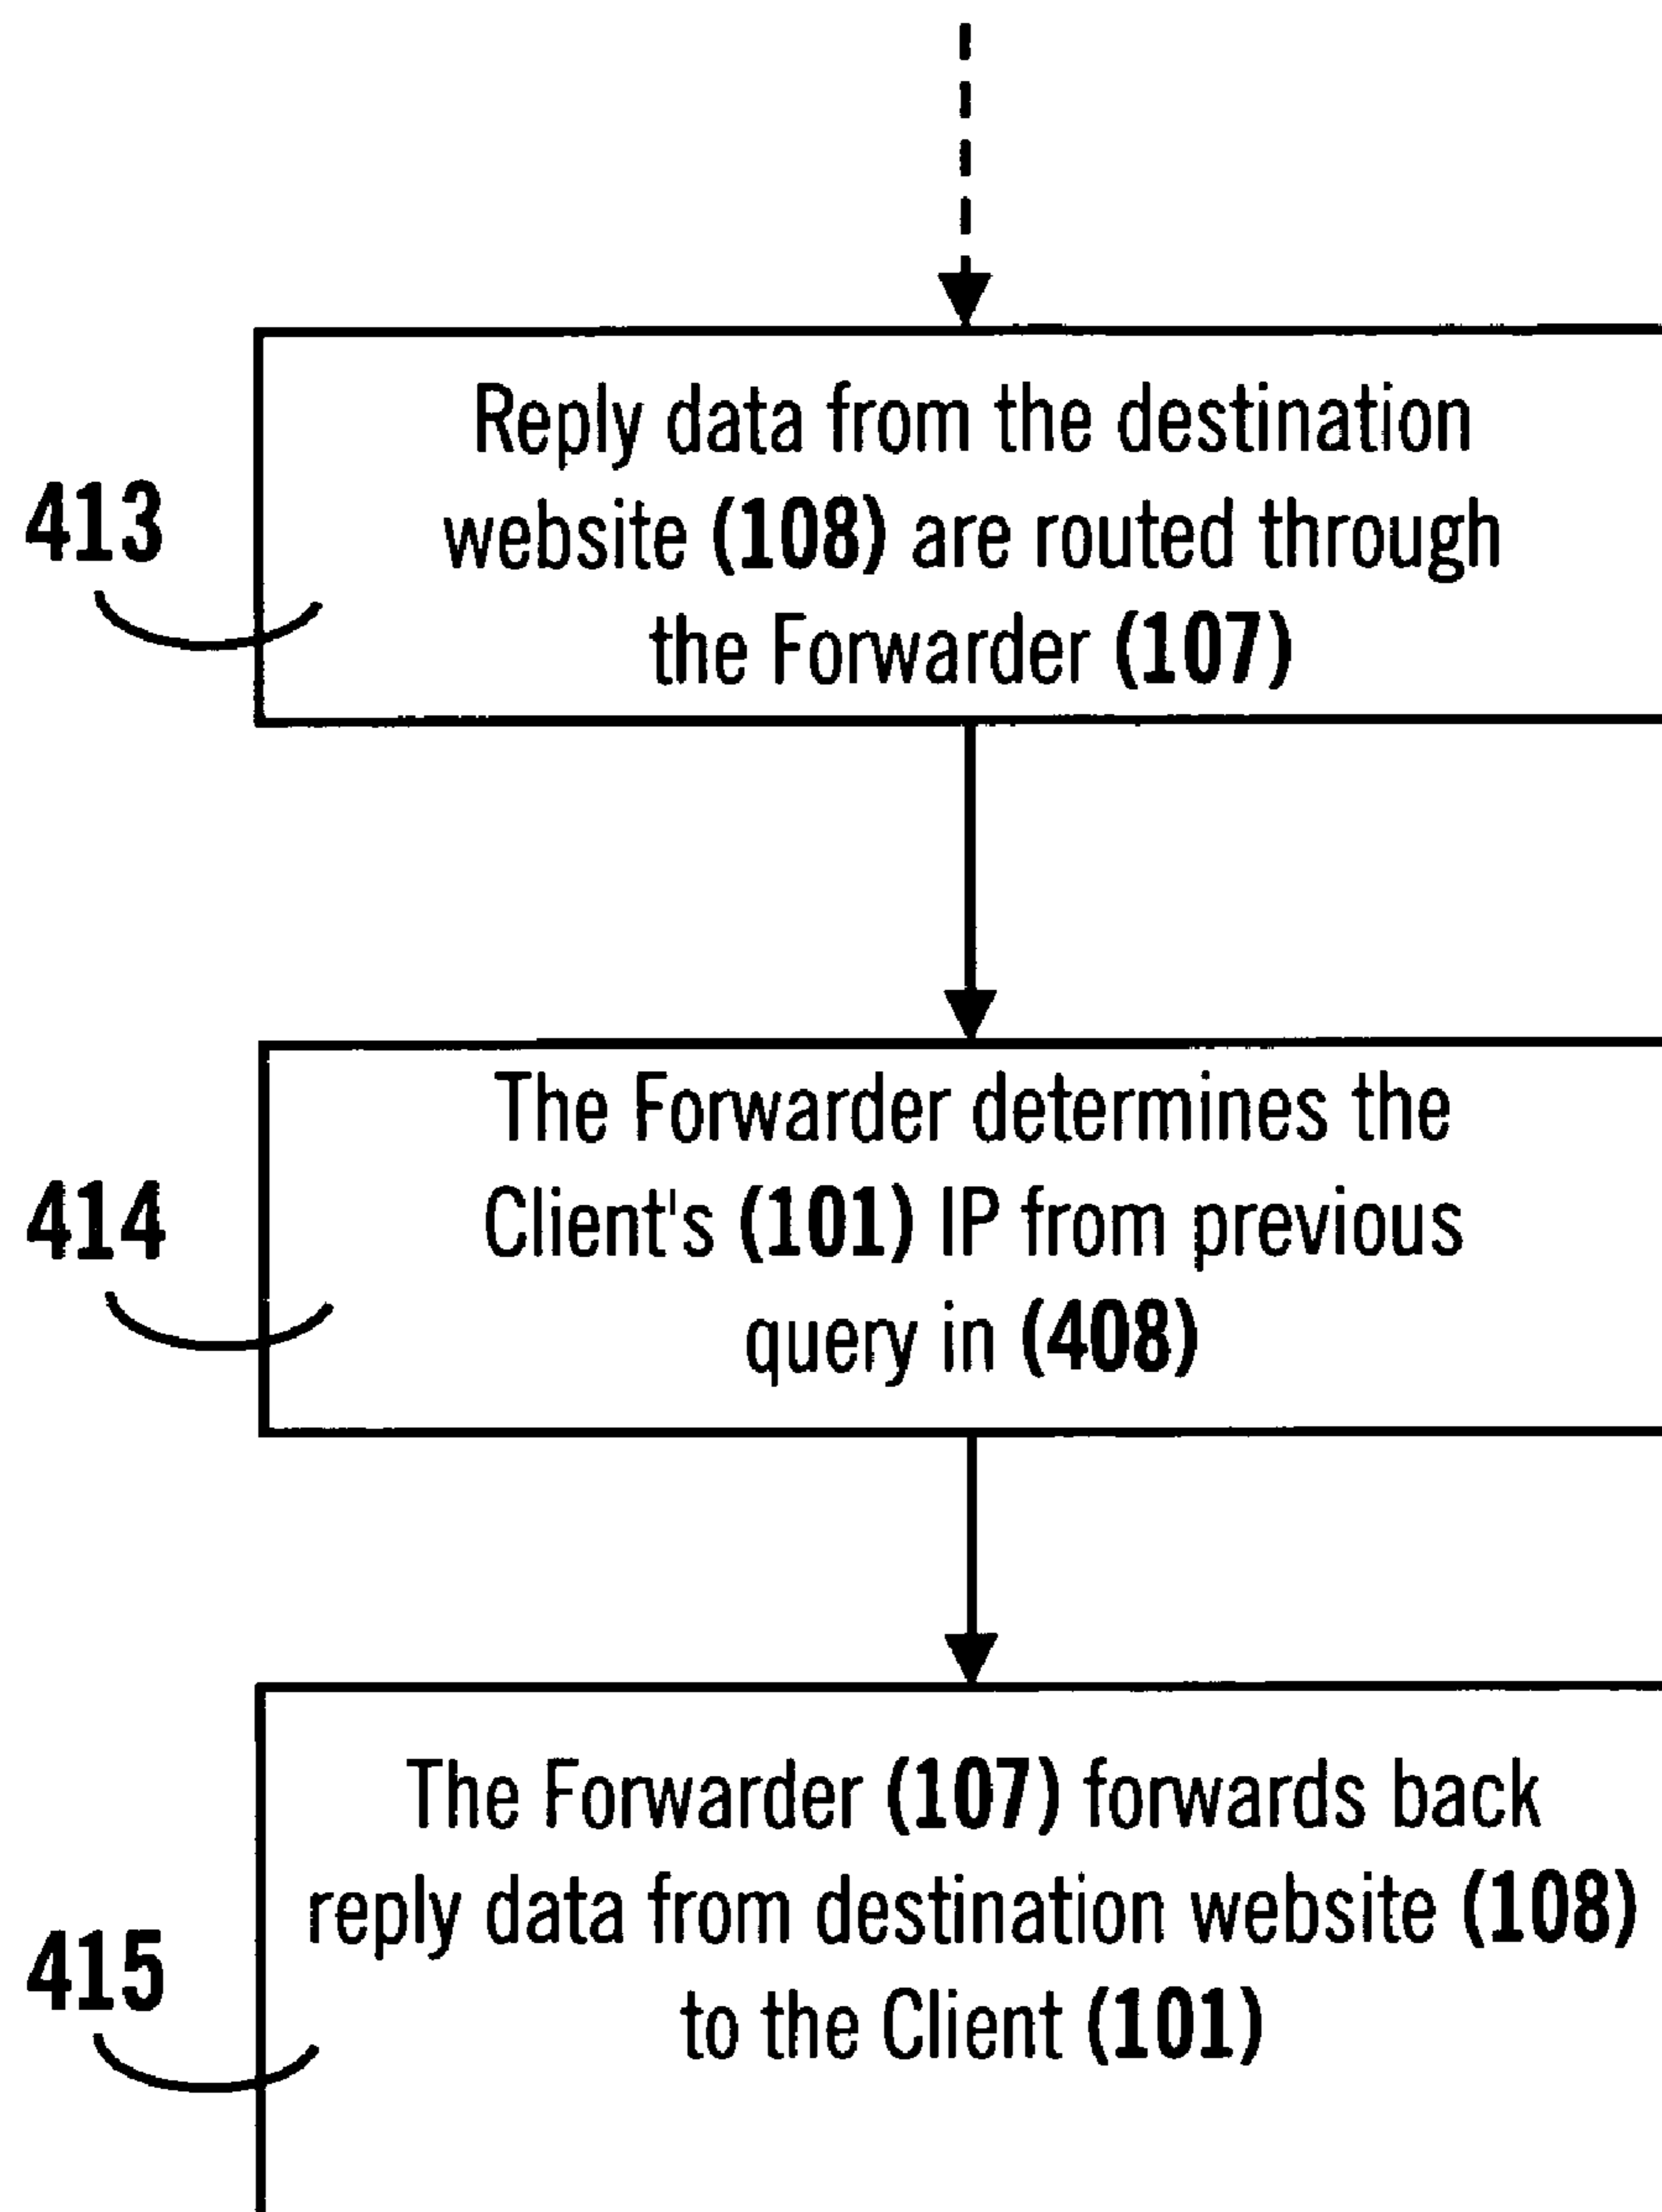 Reply data from the destination
website (108) are routed through
the Forwarder (107)
413
The Forwarder determines the
Client's (101) IP from previous
query in (408)
414
The Forwarder (107) forwards back
reply data from destination website (108)
to the Client (101)
415